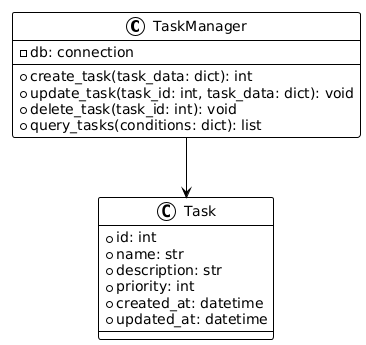 C TaskManager
db: connection
create_task(task_data: dict): int
update_task(task_id: int, task_data: dict): void
delete_task(task_id: int): void
query_tasks(conditions: dict): list
C Task
id: int
name: str
description: str
priority: int
created_at: datetime
updated_at: datetime